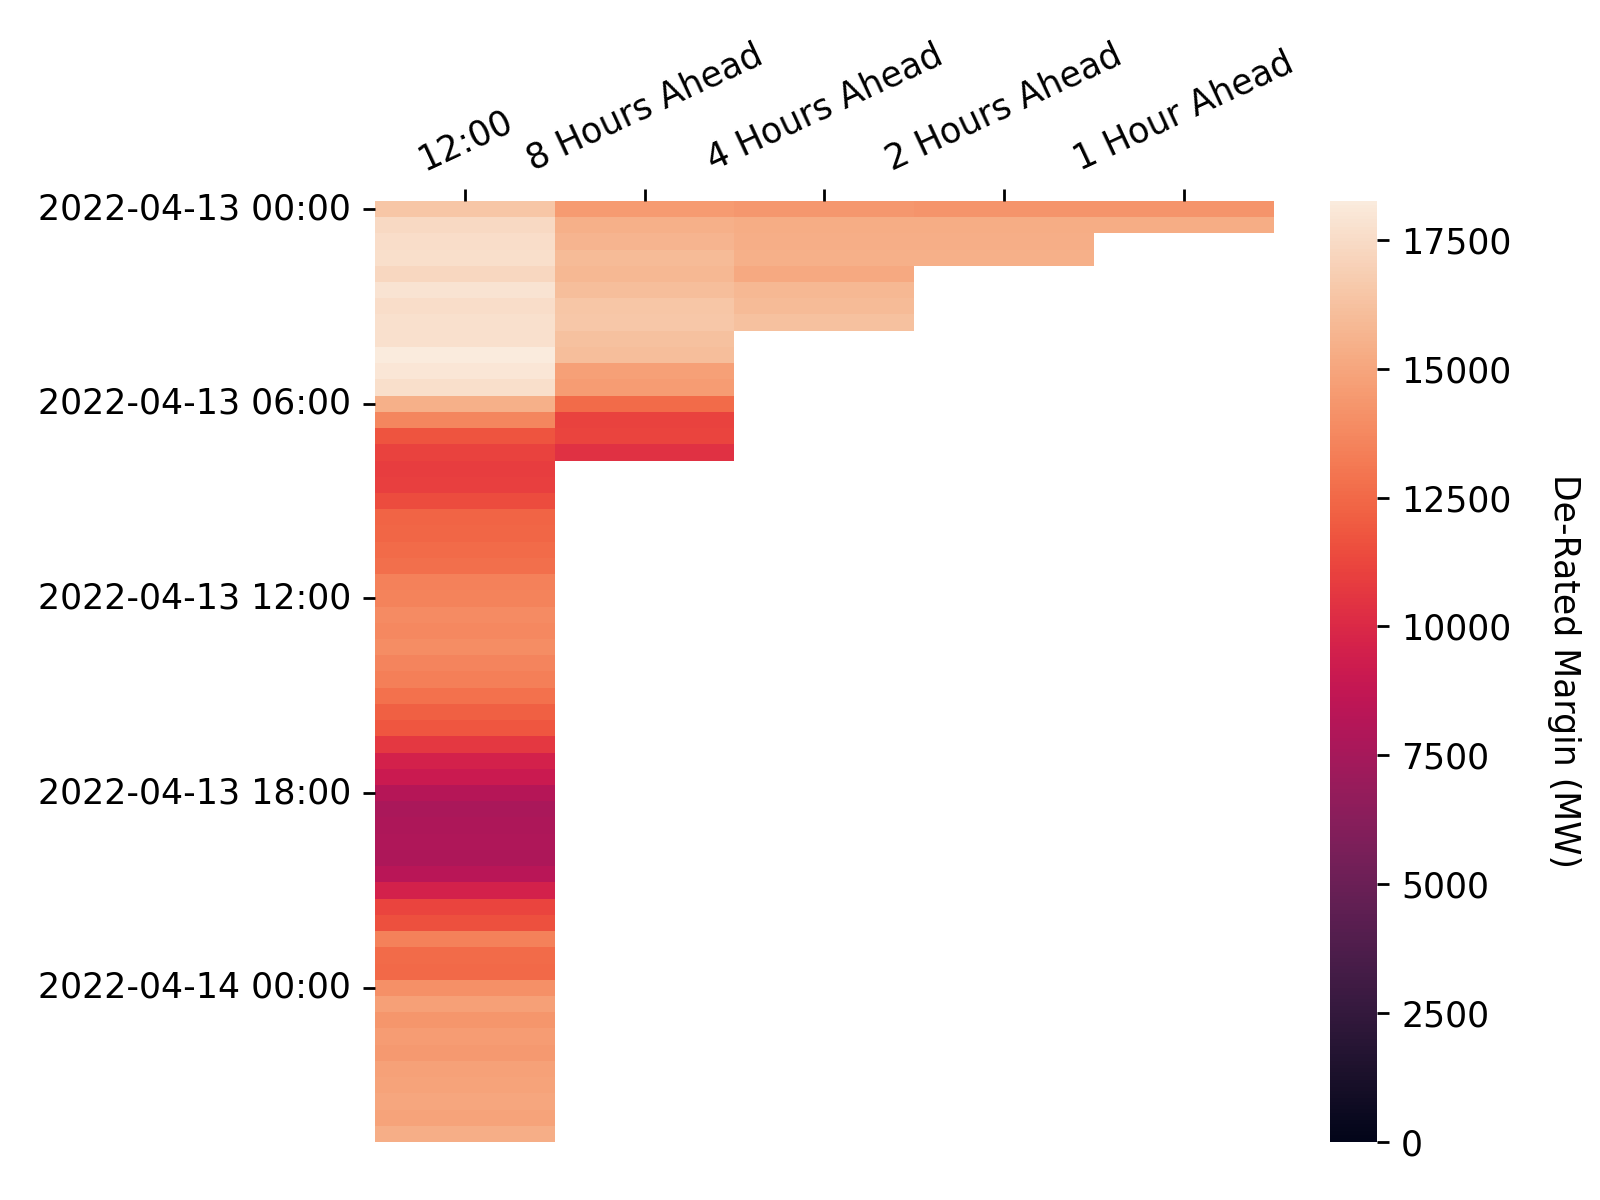 12:00
8 Hours Ahead
4 Hours Ahead
2 Hours Ahead
1 Hour Ahead
2022-04-13 00:00
2022-04-13 06:00
2022-04-13 12:00
2022-04-13 18:00
2022-04-14 00:00
17500
15000
12500
10000
7500
5000
2500
0
De-Rated Margin (MW)